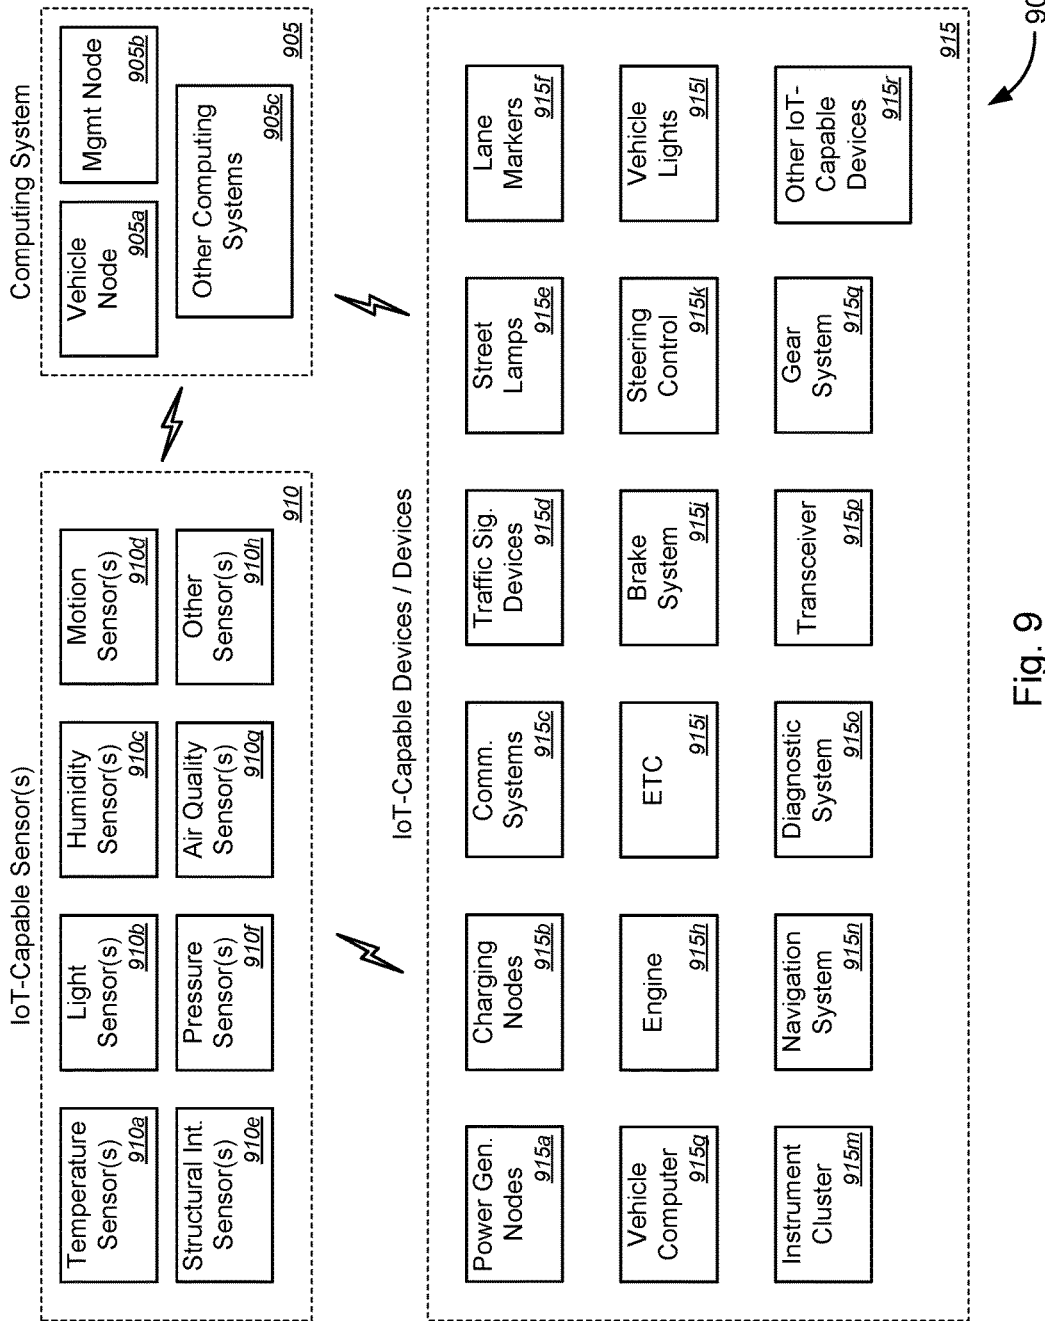 IoT-Capable Sensor(s)
Temperature
Sensor(s)
910a
Light
Sensor(s)
910b
Humidity
Sensor(s)
910c
Motion
Sensor(s)
910d
Structural Int.
Sensor(s)
910e
Pressure
Sensor(s)
910f
Air Quality
Sensor(s)
910g
Other
Sensor(s)
910h
910
Computing System
Vehicle
Node
905a
Mgmt Node
905b
Other Computing
Systems
905c
905
IoT-Capable Devices / Devices
Power Gen.
Nodes
915a
Charging
Nodes
915b
Comm.
Systems
915c
Traffic Sig.
Devices
915d
Street
Lamps
915e
Lane
Markers
915f
Vehicle
Computer
915g
Engine
915h
ETC
915i
Brake
System
915j
Steering
Control
915k
Vehicle
Lights
915l
Instrument
Cluster
915m
Navigation
System
915n
Diagnostic
System
915o
Transceiver
915p
Gear
System
915q
Other IoT-
Capable
Devices
915r
915
Fig. 9